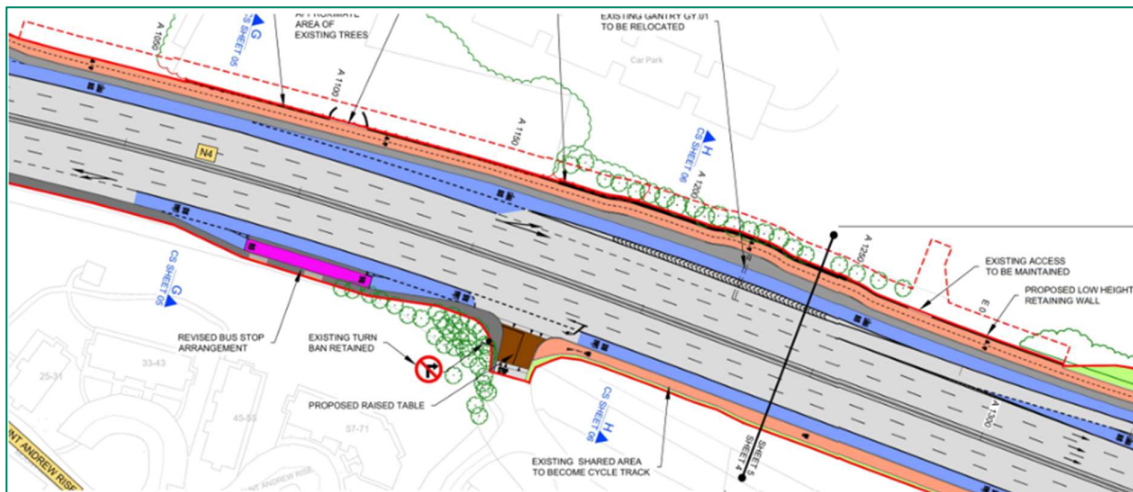 APPROXIMATE
AREA OF
EXISTING TREES
EXISTING GANTRY GY.01
TO BE RELOCATED
Car Park
A 1050
G
CS SHEET 05
A 1100
A 1150
H
CS SHEET 06
A 1200
N4
A 1250
E 0
EXISTING ACCESS
TO BE MAINTAINED
PROPOSED LOW HEIGHT
RETAINING WALL
CS SHEET 05
G
REVISED BUS STOP
ARRANGEMENT
EXISTING TURN
BAN RETAINED
33-43
25-31
45-55
57-71
PROPOSED RAISED TABLE
H
CS SHEET 06
SHEET 5
SHEET 4
A 1300
EXISTING SHARED AREA
TO BECOME CYCLE TRACK
NT ANDREW RISE